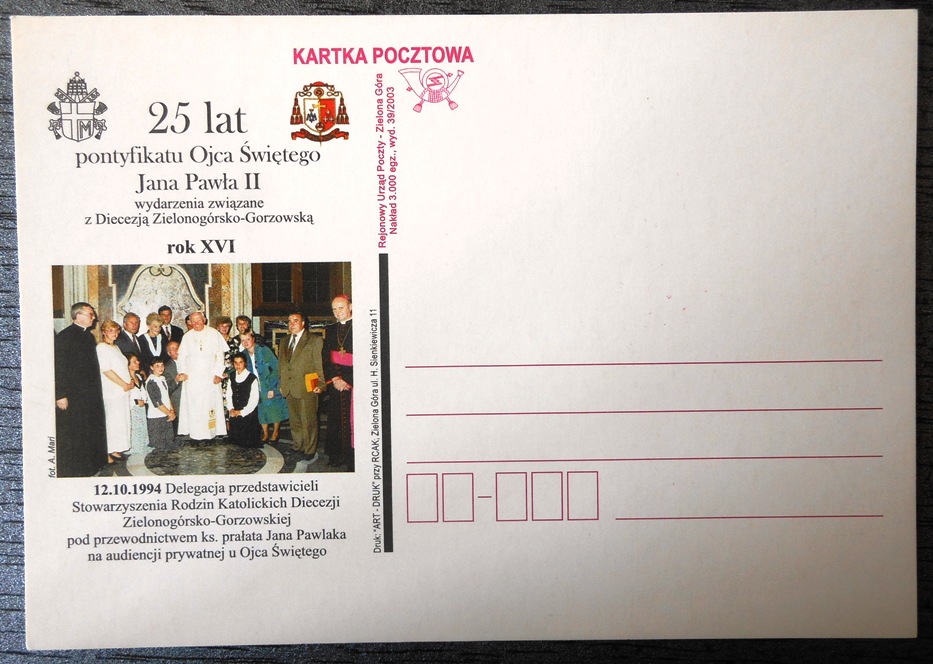 KARTKA POCZTOWA
25 lat
pontyfikatu Ojca Świętego
Jana Pawła II
wydarzenia związane
z Diecezją Zielonogórsko-Gorzowską
rok XVI
fot. A. Mari
12.10.1994 Delegacja przedstawicieli
Stowarzyszenia Rodzin Katolickich Diecezji
Zielonogórsko-Gorzowskiej
pod przewodnictwem ks. prałata Jana Pawlaka
na audiencji prywatnej u Ojca Świętego
Rejonowy Urząd Poczty - Zielona Góra
Nakład 3.000 egz., wyd. 39/2003
Druk: "ART - DRUK" przy RCAK, Zielona Góra ul. H. Sienkiewicza 11
M